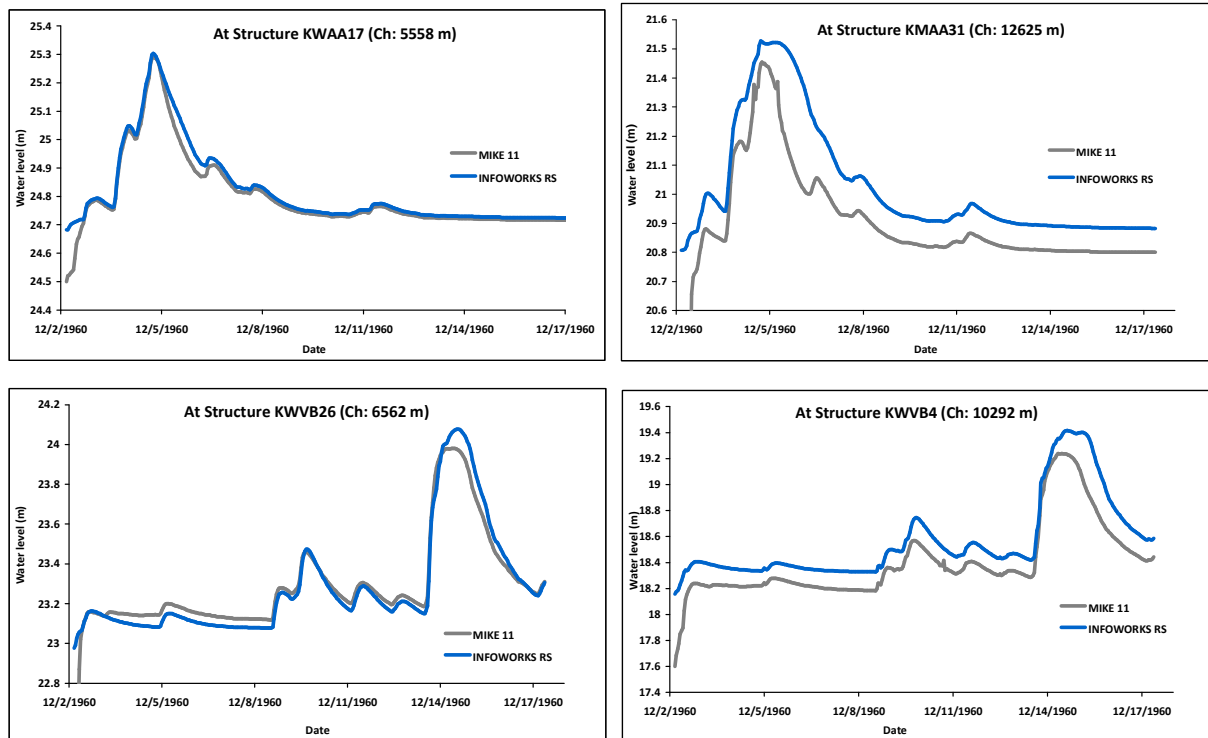 At Structure KWAA17 (Ch: 5558 m)
25.4
25.3
25.2
25.1
25
24.9
24.8
24.7
24.6
24.5
24.4
Water level (m)
MIKE 11
INFOWORKS RS
12/2/1960 12/5/1960 12/8/1960 12/11/1960 12/14/1960 12/17/1960
Date
At Structure KMAA31 (Ch: 12625 m)
21.6
21.5
21.4
21.3
21.2
21.1
21
20.9
20.8
20.7
20.6
Water level (m)
MIKE 11
INFOWORKS RS
12/2/1960 12/5/1960 12/8/1960 12/11/1960 12/14/1960 12/17/1960
Date
At Structure KWVB26 (Ch: 6562 m)
24.2
24
23.8
23.6
23.4
23.2
23
22.8
Water level (m)
MIKE 11
INFOWORKS RS
12/2/1960 12/5/1960 12/8/1960 12/11/1960 12/14/1960 12/17/1960
Date
At Structure KWVB4 (Ch: 10292 m)
19.6
19.4
19.2
19
18.8
18.6
18.4
18.2
18
17.8
17.6
17.4
Water level (m)
MIKE 11
INFOWORKS RS
12/2/1960 12/5/1960 12/8/1960 12/11/1960 12/14/1960 12/17/1960
Date